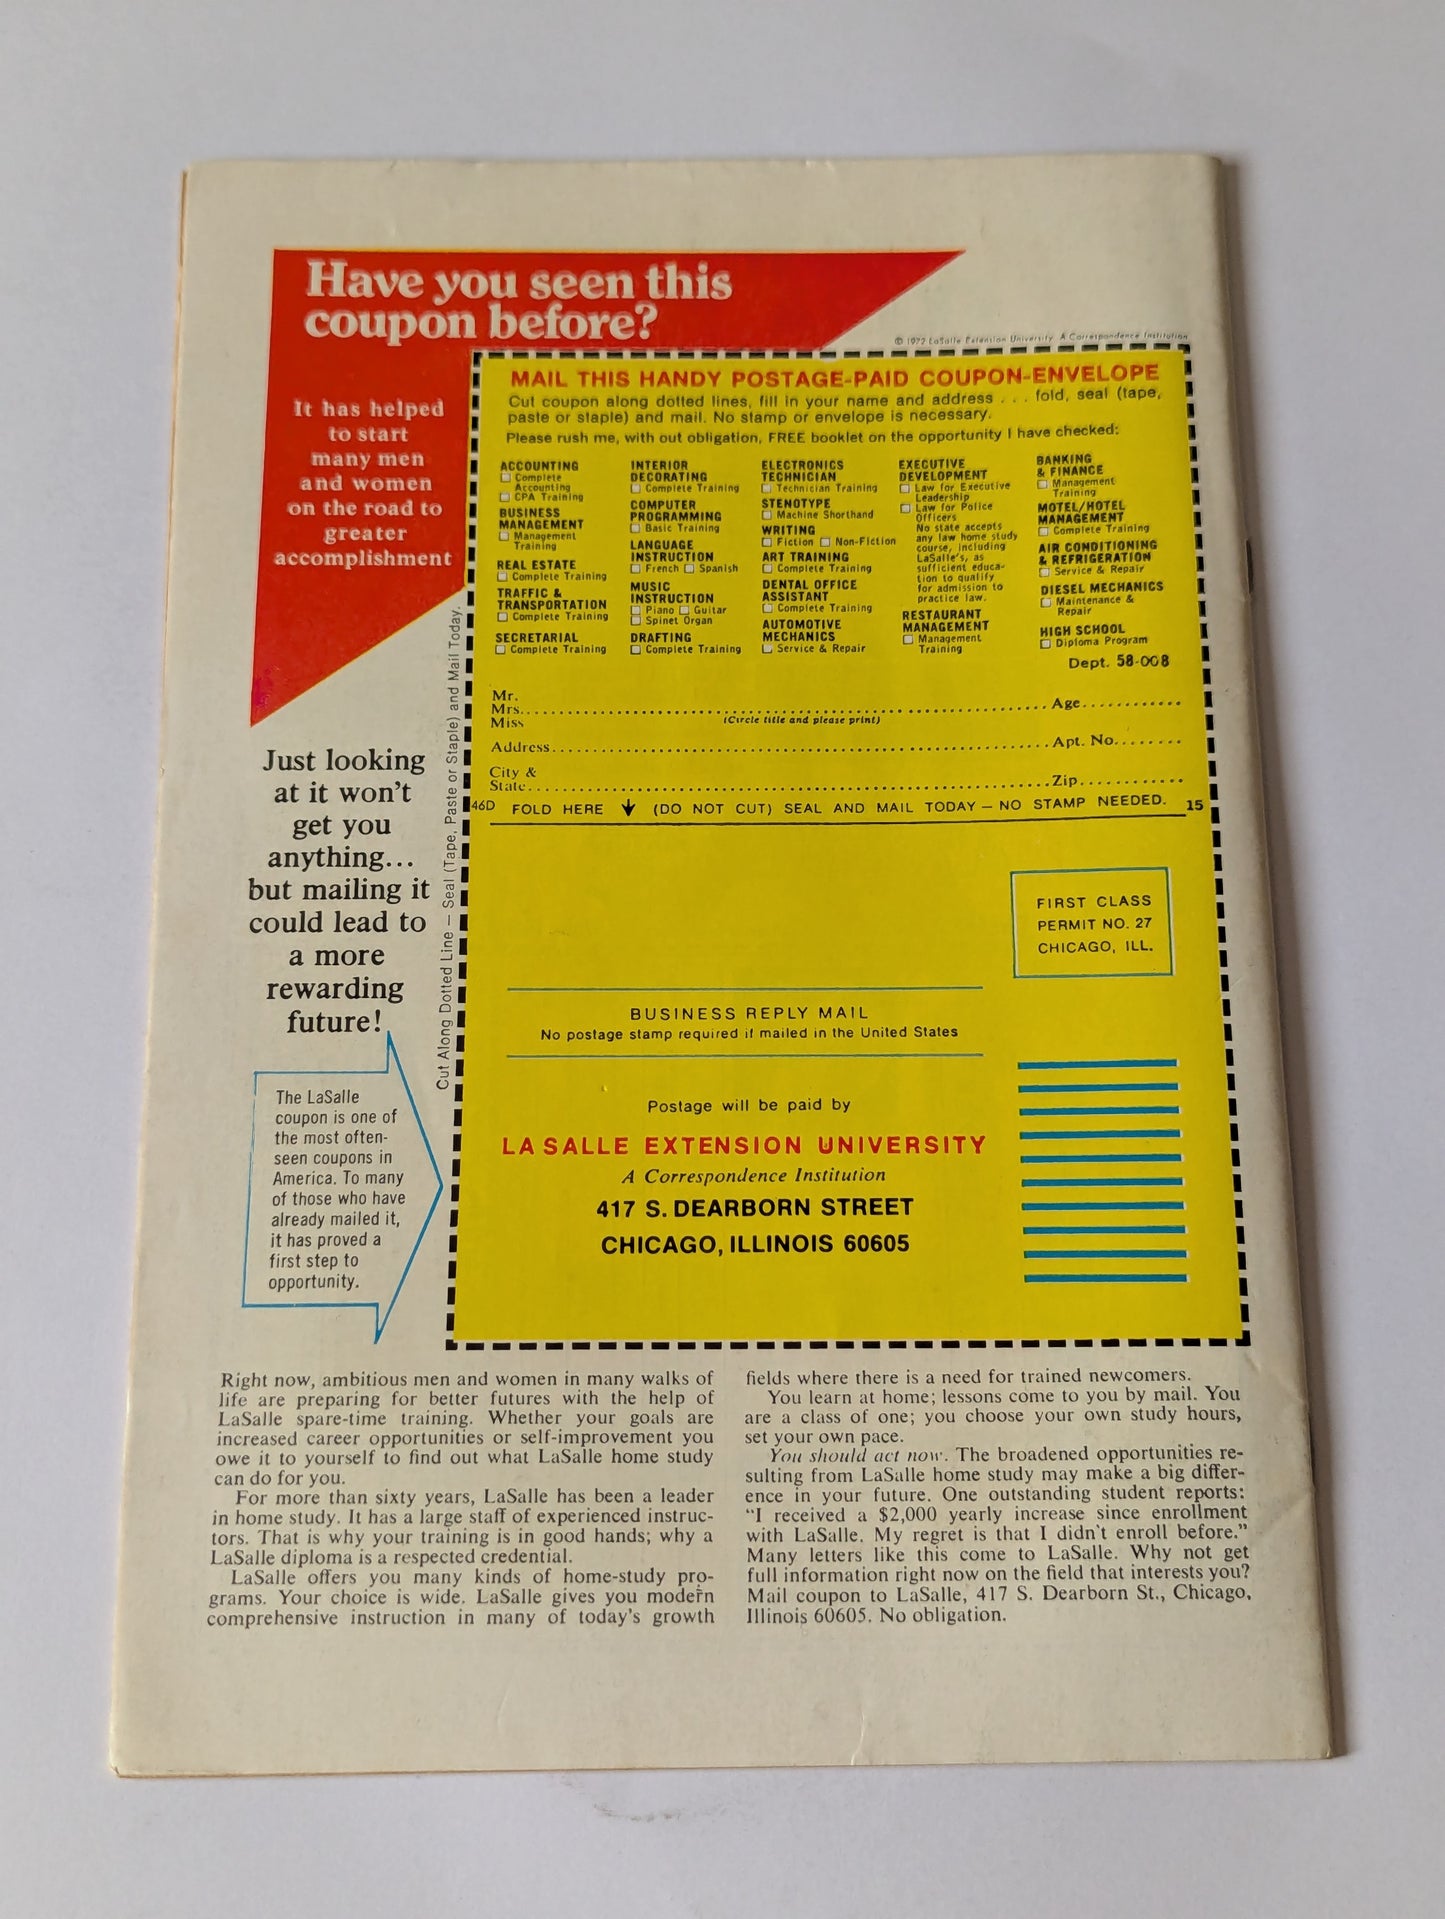 Have you seen this
coupon before?
© 1972 LaSalle Extension University A Correspondence Institution
It has helped
to start
many men
and women
on the road to
greater
accomplishment
MAIL THIS HANDY POSTAGE-PAID COUPON-ENVELOPE
Cut coupon along dotted lines, fill in your name and address . . . fold, seal (tape,
paste or staple) and mail. No stamp or envelope is necessary.
Please rush me, with out obligation, FREE booklet on the opportunity I have checked:
ACCOUNTING
Complete
Accounting
CPA Training
BUSINESS
MANAGEMENT
Management
Training
REAL ESTATE
Complete Training
TRAFFIC &
TRANSPORTATION
Complete Training
SECRETARIAL
Complete Training
INTERIOR
DECORATING
Complete Training
COMPUTER
PROGRAMMING
Basic Training
LANGUAGE
INSTRUCTION
French Spanish
MUSIC
INSTRUCTION
Piano Guitar
Spinet Organ
DRAFTING
Complete Training
ELECTRONICS
TECHNICIAN
Technician Training
STENOTYPE
Machine Shorthand
WRITING
Fiction Non-Fiction
ART TRAINING
Complete Training
DENTAL OFFICE
ASSISTANT
Complete Training
AUTOMOTIVE
MECHANICS
Service & Repair
EXECUTIVE
DEVELOPMENT
Law for Executive
Leadership
Law for Police
Officers
No state accepts
any law home study
course, including
LaSalle's, as
sufficient educa-
tion to qualify
for admission to
practice law.
RESTAURANT
MANAGEMENT
Management
Training
BANKING
& FINANCE
Management
Training
MOTEL/HOTEL
MANAGEMENT
Complete Training
AIR CONDITIONING
& REFRIGERATION
Service & Repair
DIESEL MECHANICS
Maintenance &
Repair
HIGH SCHOOL
Diploma Program
Dept. 58-008
Mr.
Mrs. Age
Miss (Circle title and please print)
Address Apt. No.
City &
State Zip
46D FOLD HERE (DO NOT CUT) SEAL AND MAIL TODAY — NO STAMP NEEDED. 15
Cut Along Dotted Line — Seal (Tape, Paste or Staple) and Mail Today.
Just looking
at it won't
get you
anything...
but mailing it
could lead to
a more
rewarding
future!
The LaSalle
coupon is one of
the most often-
seen coupons in
America. To many
of those who have
already mailed it,
it has proved a
first step to
opportunity.
FIRST CLASS
PERMIT NO. 27
CHICAGO, ILL.
BUSINESS REPLY MAIL
No postage stamp required if mailed in the United States
Postage will be paid by
LA SALLE EXTENSION UNIVERSITY
A Correspondence Institution
417 S. DEARBORN STREET
CHICAGO, ILLINOIS 60605
Right now, ambitious men and women in many walks of
life are preparing for better futures with the help of
LaSalle spare-time training. Whether your goals are
increased career opportunities or self-improvement you
owe it to yourself to find out what LaSalle home study
can do for you.
For more than sixty years, LaSalle has been a leader
in home study. It has a large staff of experienced instruc-
tors. That is why your training is in good hands; why a
LaSalle diploma is a respected credential.
LaSalle offers you many kinds of home-study pro-
grams. Your choice is wide. LaSalle gives you modern
comprehensive instruction in many of today's growth
fields where there is a need for trained newcomers.
You learn at home; lessons come to you by mail. You
are a class of one; you choose your own study hours,
set your own pace.
You should act now. The broadened opportunities re-
sulting from LaSalle home study may make a big differ-
ence in your future. One outstanding student reports:
"I received a $2,000 yearly increase since enrollment
with LaSalle. My regret is that I didn't enroll before."
Many letters like this come to LaSalle. Why not get
full information right now on the field that interests you?
Mail coupon to LaSalle, 417 S. Dearborn St., Chicago,
Illinois 60605. No obligation.